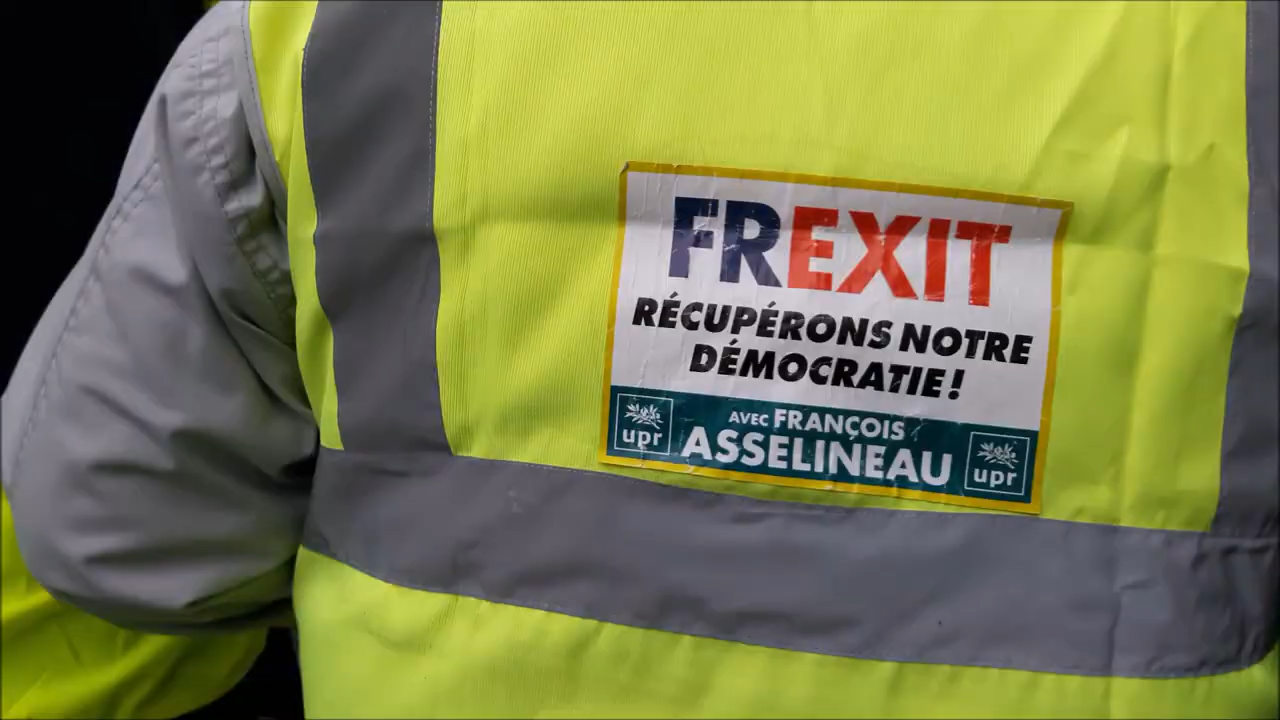 FREXIT
RÉCUPÉRONS NOTRE
DÉMOCRATIE!
AVEC FRANÇOIS
ASSELINEAU
upr
upr